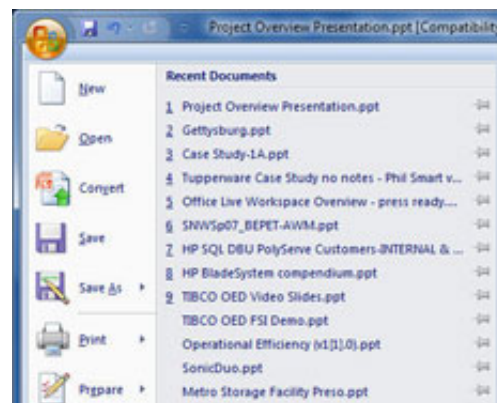 Project Overview Presentation.ppt [Compatibility
New
Open
Convert
Save
Save As
Print
Prepare
Recent Documents
1 Project Overview Presentation.ppt
2 Gettysburg.ppt
3 Case Study-1A.ppt
4 Tupperware Case Study no notes - Phil Smart v...
5 Office Live Workspace Overview - press ready....
6 SNWSp07_BEPET-AWM.ppt
7 HP SQL DBU PolyServe Customers-INTERNAL & ...
8 HP BladeSystem compendium.ppt
9 TIBCO OED Video Slides.ppt
TIBCO OED FSI Demo.ppt
Operational Efficiency (v1[1].0).ppt
SonicDuo.ppt
Metro Storage Facility Preso.ppt